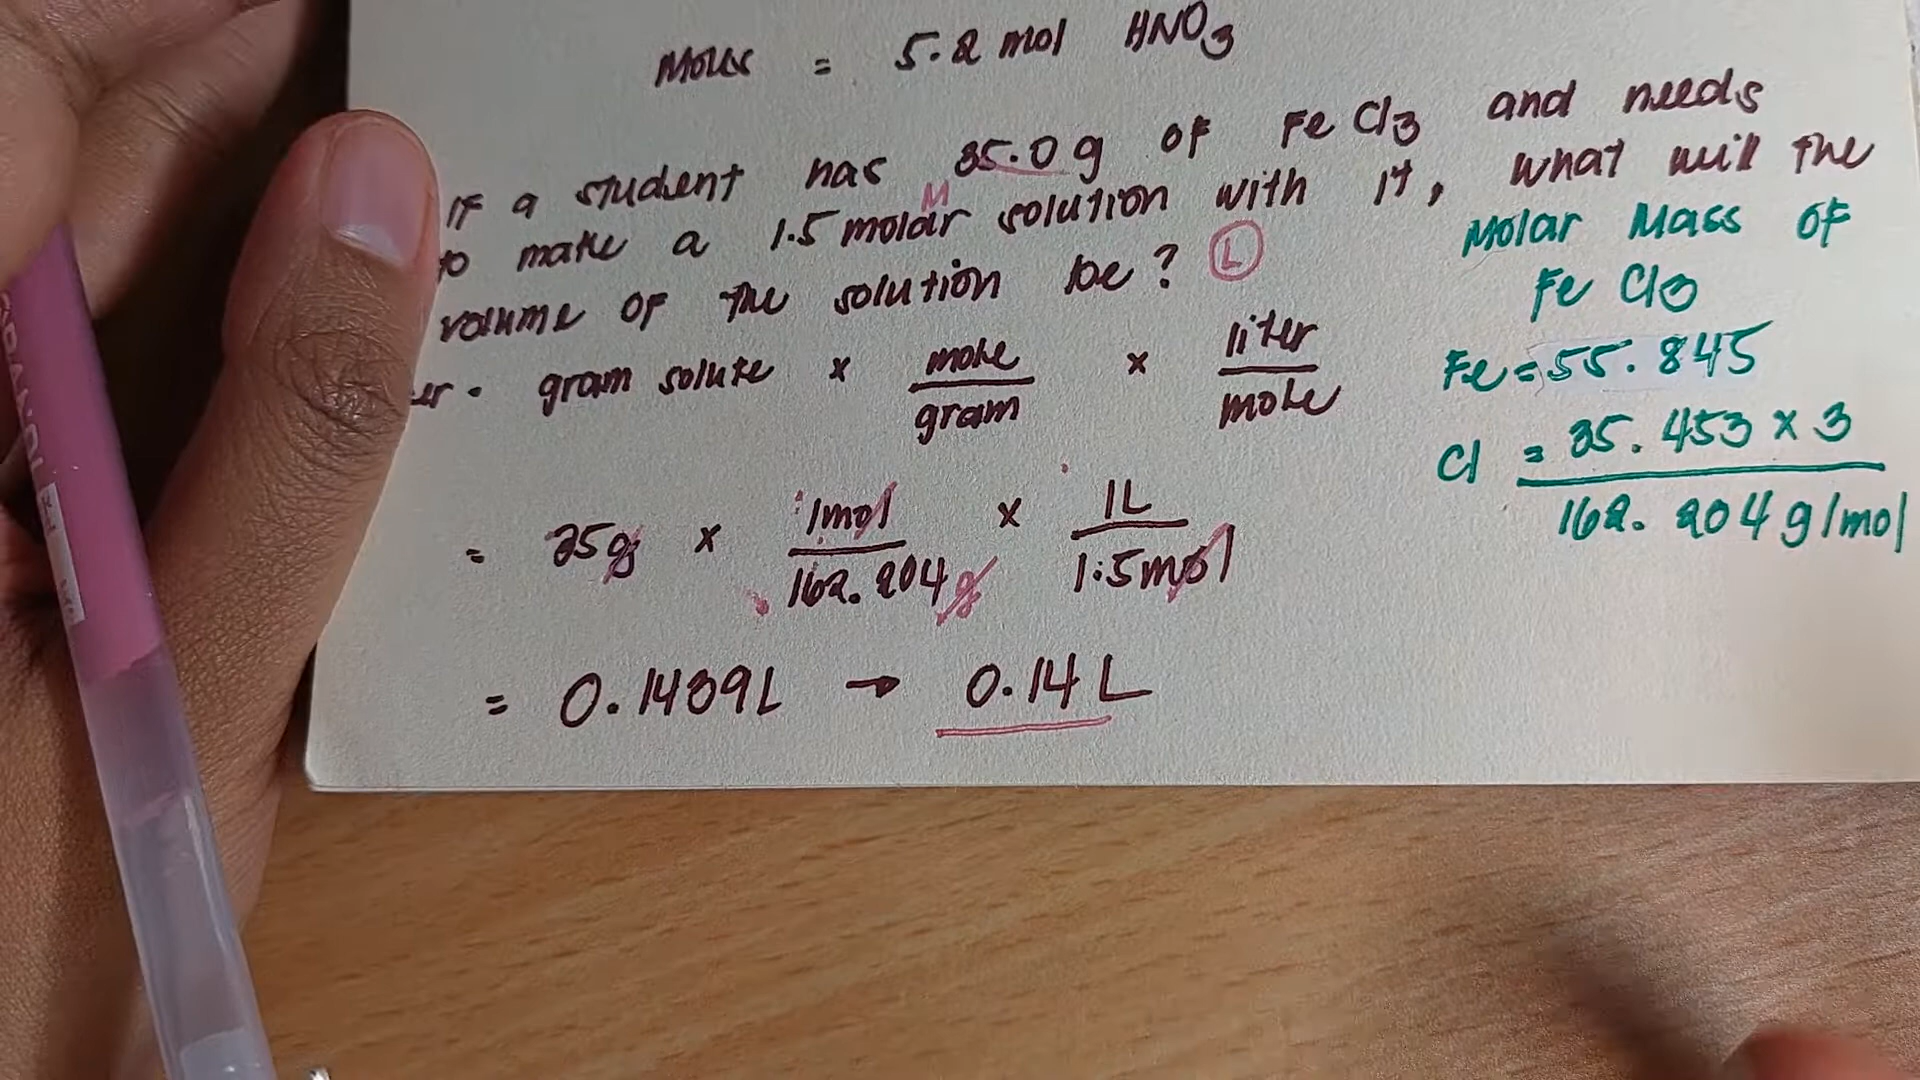 Moles = 5.2 mol HNO3
If a student has 35.0 g of FeCl3 and needs
M
to make a 1.5 molar solution with it, what will the
volume of the solution be? L
er = gram solute x mole/gram x liter/mole
= 35g x 1mol/162.204g x 1L/1.5mol
= 0.1439L → 0.14 L
Molar Mass of
FeCl3
Fe = 55.845
Cl = 35.453 x 3
162.204 g/mol